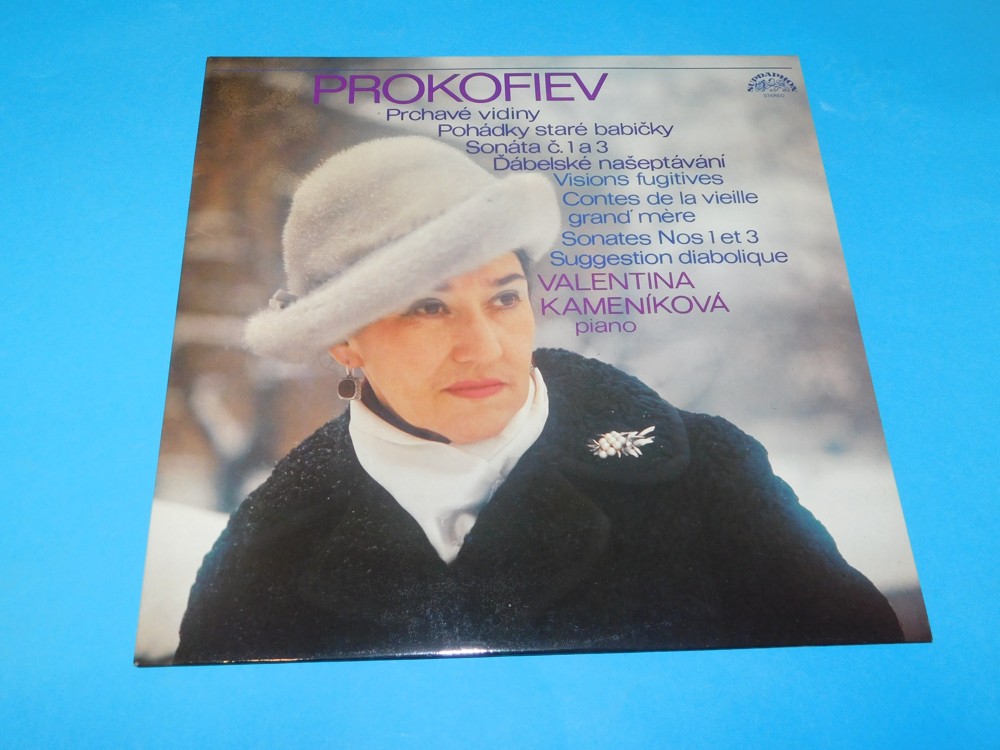 PROKOFIEV
Prchavé vidiny
Pohádky staré babičky
Sonáta č. 1 a 3
Ďábelské našeptávání
Visions fugitives
Contes de la vieille
grand' mère
Sonates Nos 1 et 3
Suggestion diabolique
VALENTINA
KAMENÍKOVÁ
piano
SUPRAPHON
STEREO